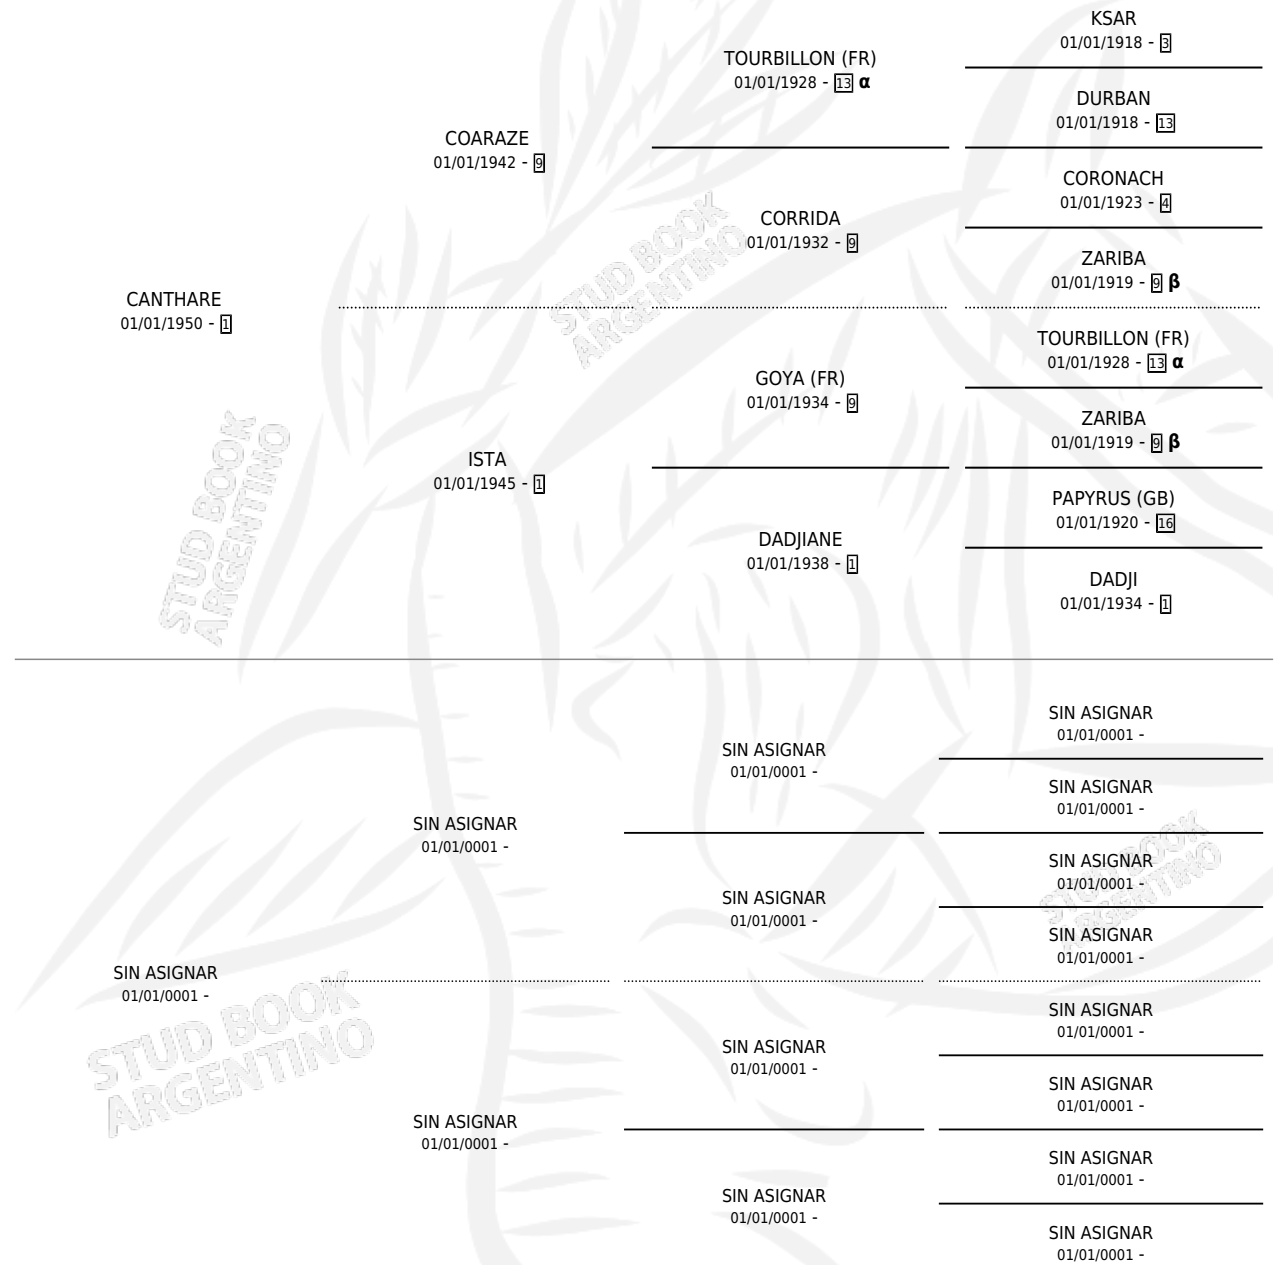 KSAR
01/01/1918 - 3
TOURBILLON (FR)
01/01/1928 - 13 α
DURBAN
01/01/1918 - 13
COARAZE
01/01/1942 - 9
CORONACH
01/01/1923 - 4
CORRIDA
01/01/1932 - 9
ZARIBA
01/01/1919 - 9 β
CANTHARE
01/01/1950 - 1
TOURBILLON (FR)
01/01/1928 - 13 α
GOYA (FR)
01/01/1934 - 9
ZARIBA
01/01/1919 - 9 β
ISTA
01/01/1945 - 1
PAPYRUS (GB)
01/01/1920 - 16
DADJIANE
01/01/1938 - 1
DADJI
01/01/1934 - 1
STUD BOOK
ARGENTINO
STUD BOOK
ARGENTINO
SIN ASIGNAR
01/01/0001 -
SIN ASIGNAR
01/01/0001 -
SIN ASIGNAR
01/01/0001 -
SIN ASIGNAR
01/01/0001 -
SIN ASIGNAR
01/01/0001 -
SIN ASIGNAR
01/01/0001 -
SIN ASIGNAR
01/01/0001 -
SIN ASIGNAR
01/01/0001 -
SIN ASIGNAR
01/01/0001 -
SIN ASIGNAR
01/01/0001 -
SIN ASIGNAR
01/01/0001 -
SIN ASIGNAR
01/01/0001 -
SIN ASIGNAR
01/01/0001 -
SIN ASIGNAR
01/01/0001 -
SIN ASIGNAR
01/01/0001 -
STUD BOOK
ARGENTINO
STUD BOOK
ARGENTINO